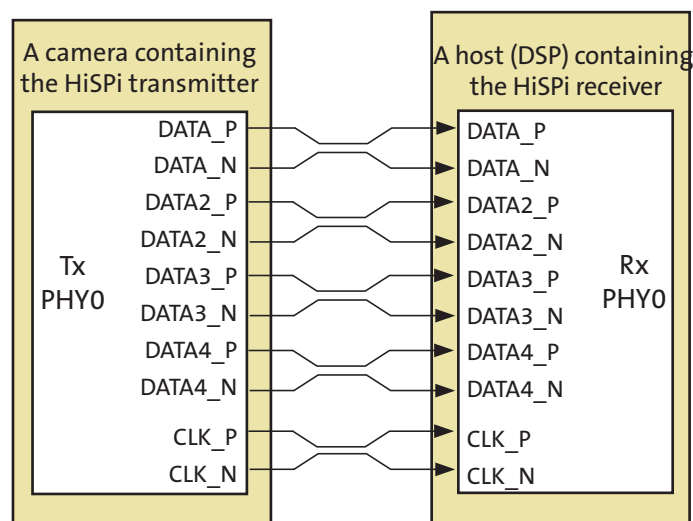 A camera containing
the HiSPi transmitter
DATA_P
DATA_N
DATA2_P
DATA2_N
DATA3_P
DATA3_N
DATA4_P
DATA4_N
CLK_P
CLK_N
Tx
PHY0
A host (DSP) containing
the HiSPi receiver
DATA_P
DATA_N
DATA2_P
DATA2_N
DATA3_P
DATA3_N
DATA4_P
DATA4_N
CLK_P
CLK_N
Rx
PHY0